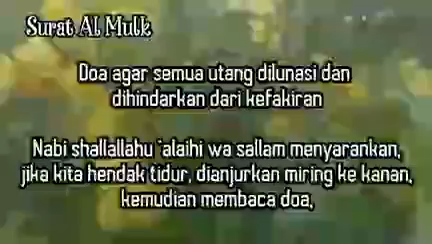 Surat Al Mulk
Doa agar semua utang dilunasi dan
dihindarkan dari kefakiran
Nabi shallallahu 'alaihi wa sallam menyarankan,
jika kita hendak tidur, dianjurkan miring ke kanan,
kemudian membaca doa,